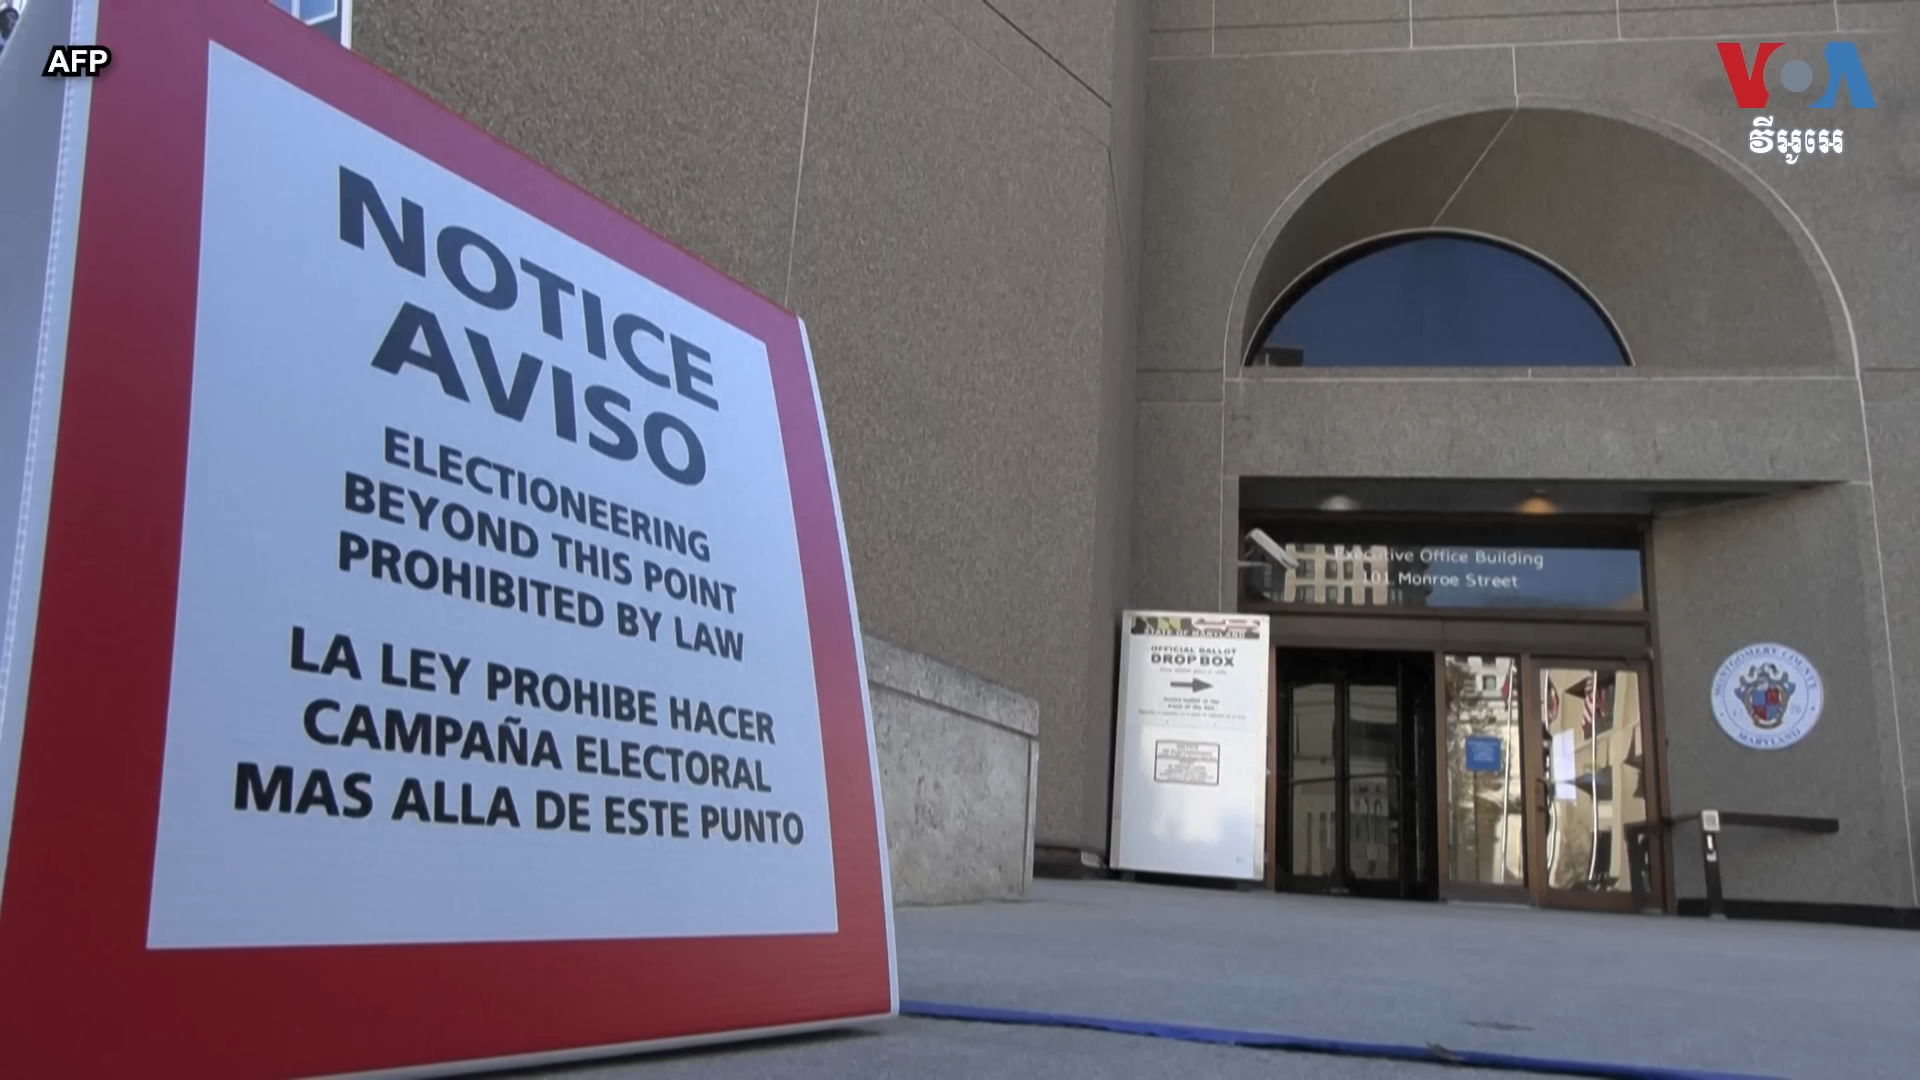 AFP
VOA
វីអូអេ
NOTICE
AVISO
ELECTIONEERING
BEYOND THIS POINT
PROHIBITED BY LAW
LA LEY PROHIBE HACER
CAMPAÑA ELECTORAL
MAS ALLA DE ESTE PUNTO
Executive Office Building
101 Monroe Street
STATE OF MARYLAND
OFFICIAL BALLOT
DROP BOX
MONTGOMERY COUNTY
MARYLAND